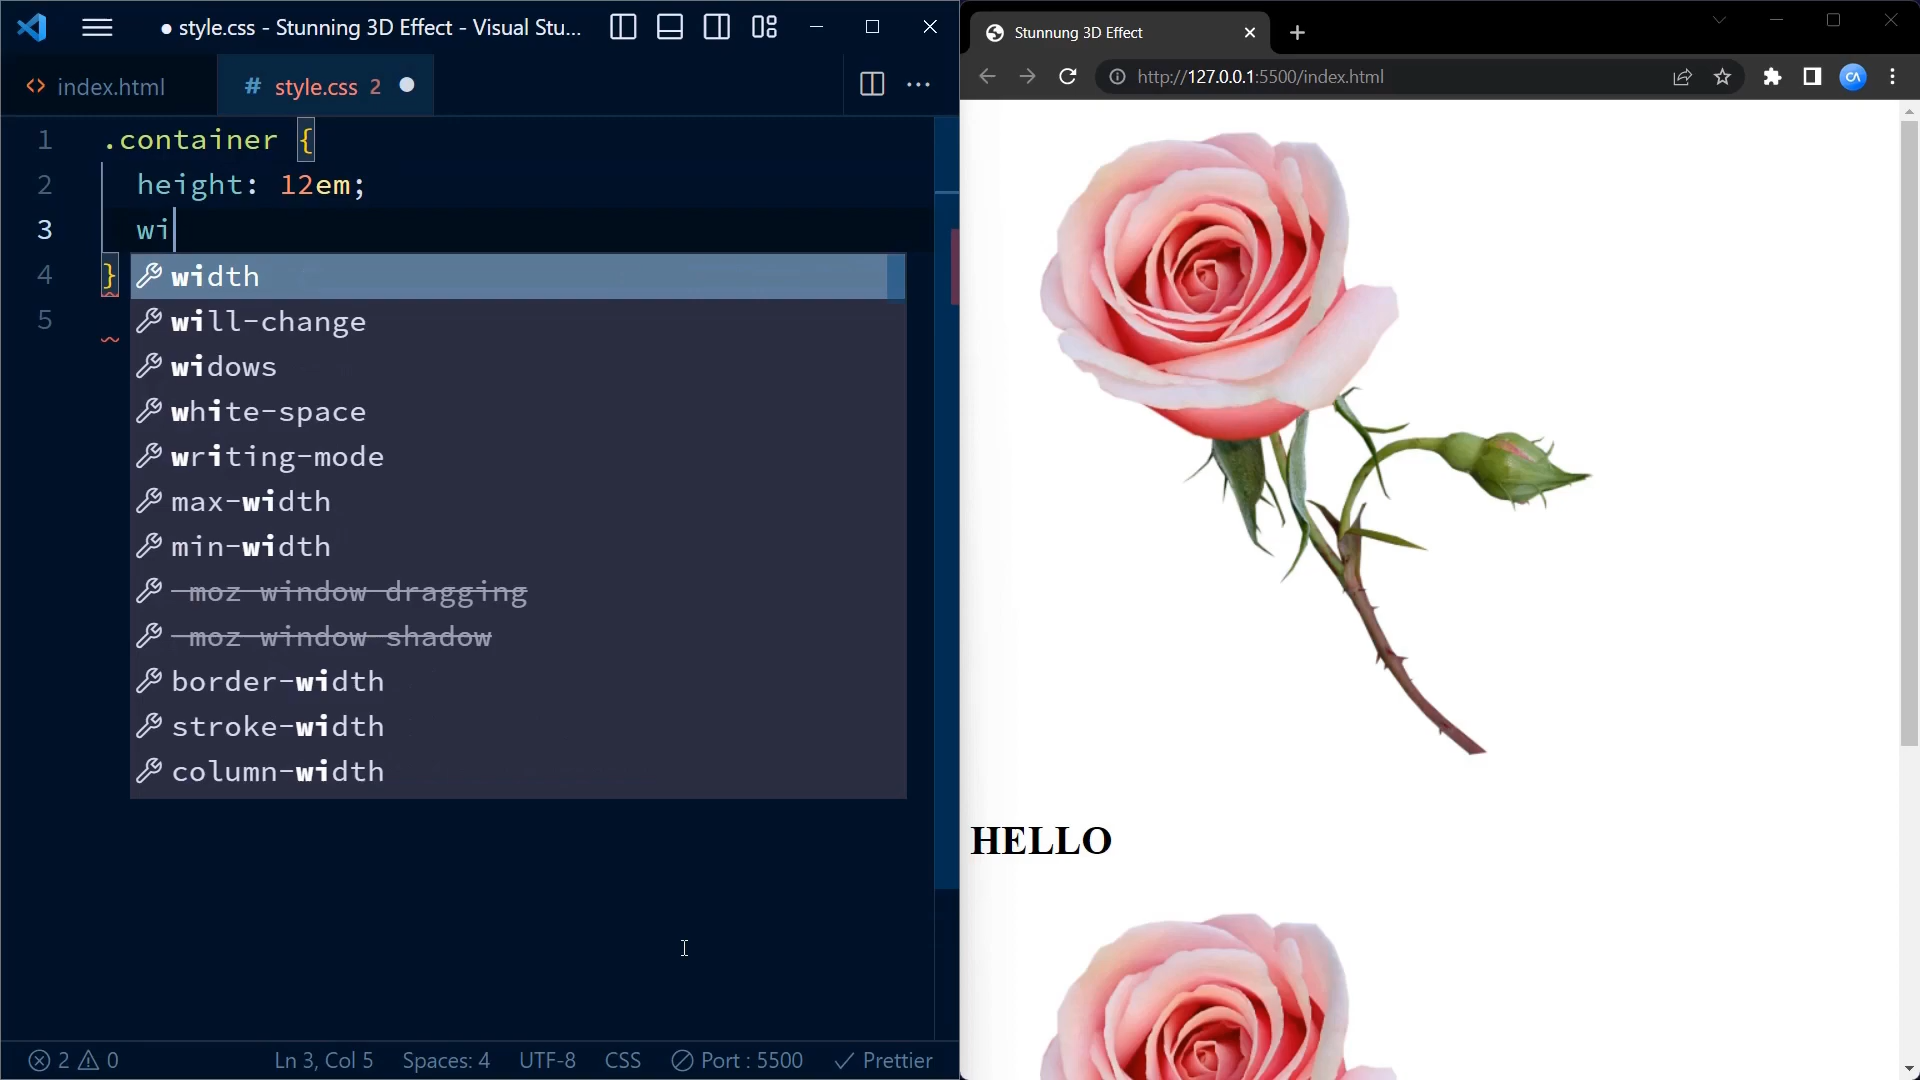 ● style.css - Stunning 3D Effect - Visual Stu...
index.html
# style.css 2 ●
1 .container {
2 height: 12em;
3 wi
4 }
5
width
will-change
widows
white-space
writing-mode
max-width
min-width
-moz-window-dragging
-moz-window-shadow
border-width
stroke-width
column-width
2 0 Ln 3, Col 5 Spaces: 4 UTF-8 CSS Port : 5500 Prettier
Stunnung 3D Effect
http://127.0.0.1:5500/index.html
CA
HELLO